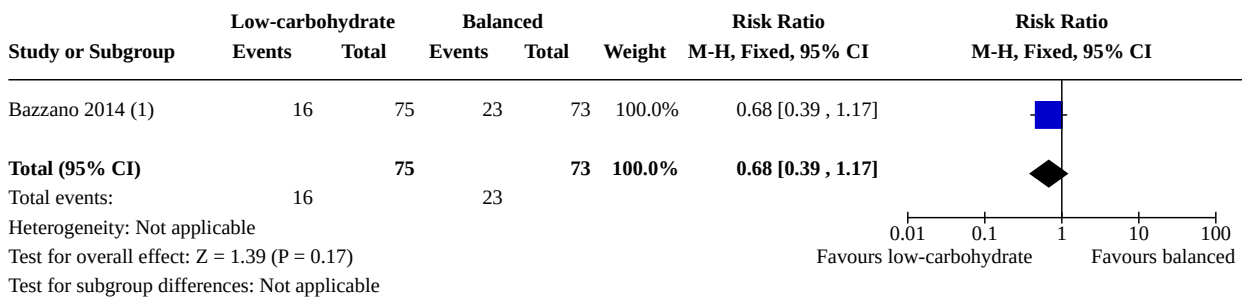 Low-carbohydrate Balanced Risk Ratio Risk Ratio
Study or Subgroup Events Total Events Total Weight M-H, Fixed, 95% CI M-H, Fixed, 95% CI
Bazzano 2014 (1) 16 75 23 73 100.0% 0.68 [0.39 , 1.17]
Total (95% CI) 75 73 100.0% 0.68 [0.39 , 1.17]
Total events: 16 23
Heterogeneity: Not applicable
0.01 0.1 1 10 100
Test for overall effect: Z = 1.39 (P = 0.17) Favours low-carbohydrate Favours balanced
Test for subgroup differences: Not applicable